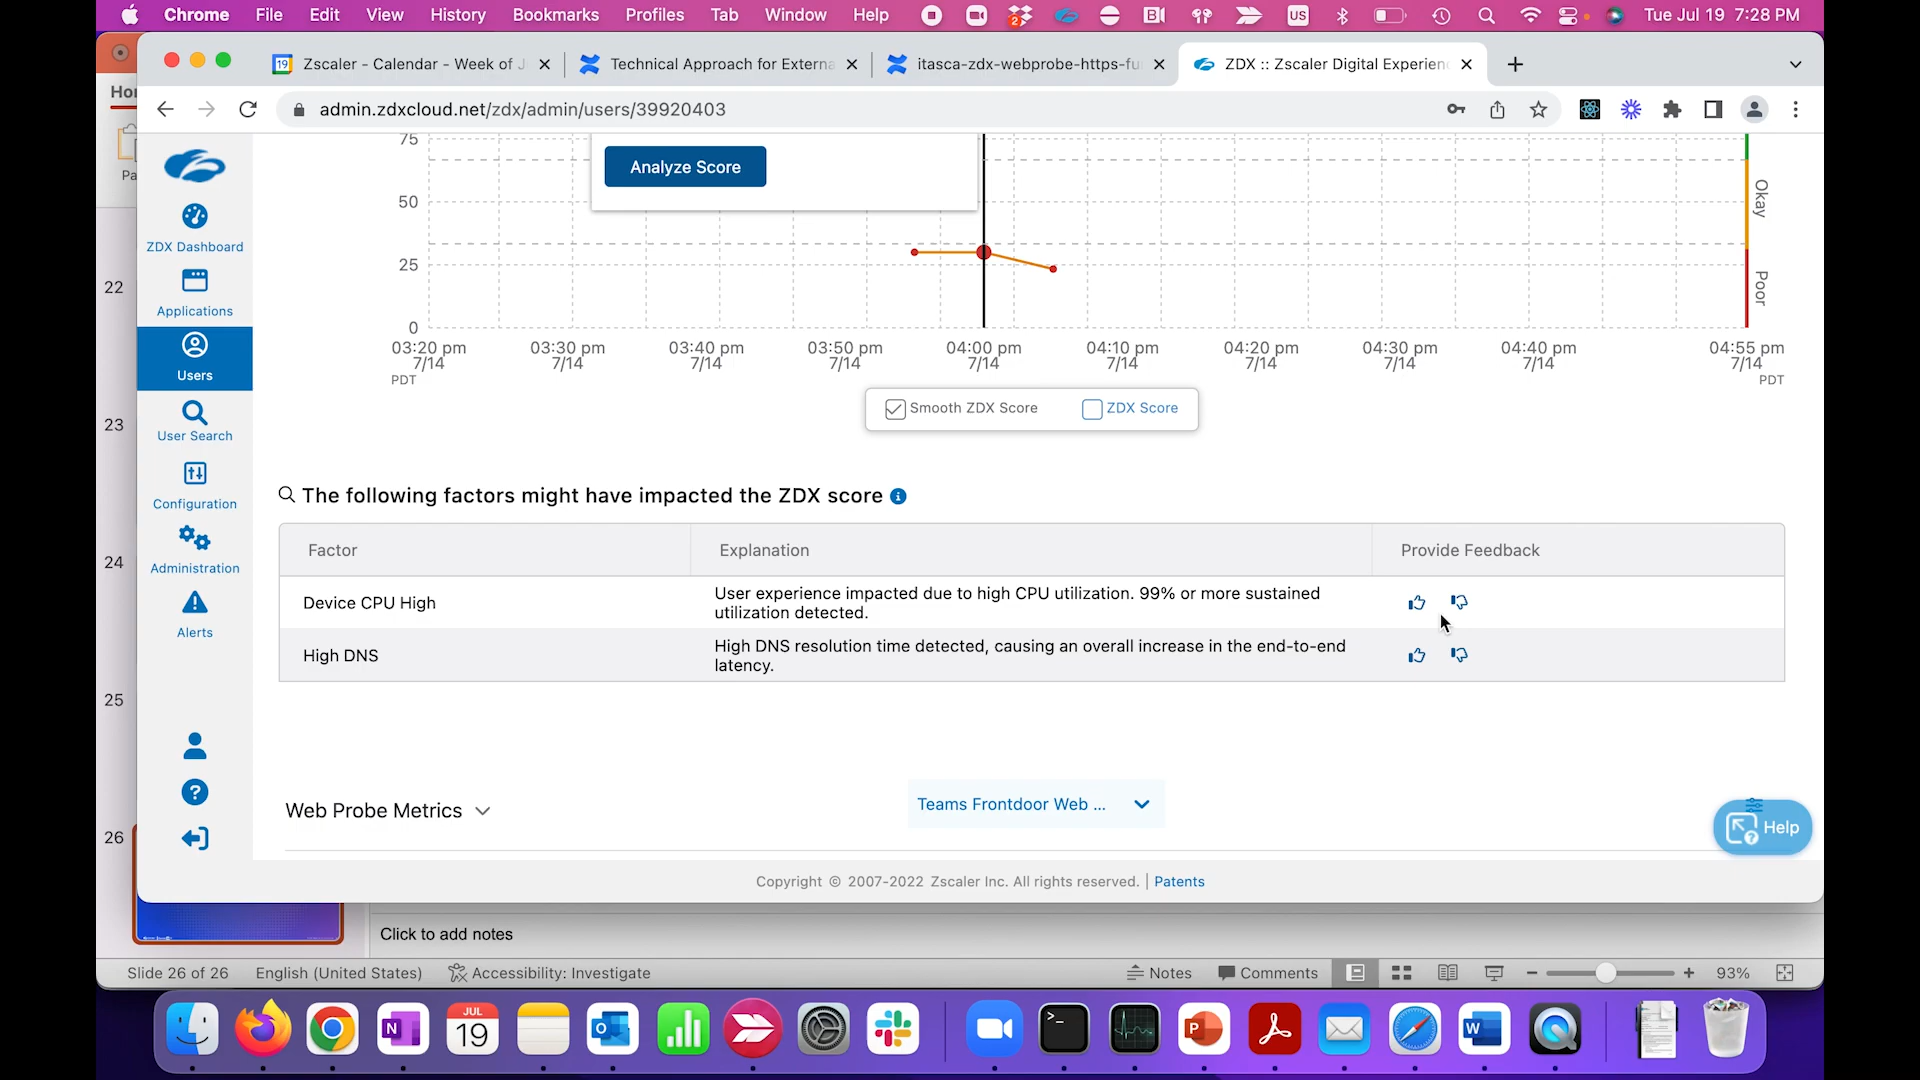 Chrome File Edit View History Bookmarks Profiles Tab Window Help
2 US Tue Jul 19 7:28 PM
19 Zscaler - Calendar - Week of J
Technical Approach for Externa
itasca-zdx-webprobe-https-fu
ZDX :: Zscaler Digital Experien
admin.zdxcloud.net/zdx/admin/users/39920403
Ho
Pa
22
23
24
25
26
ZDX Dashboard
Applications
Users
User Search
Configuration
Administration
Alerts
Analyze Score
75
50
25
0
Okay
Poor
03:20 pm 03:30 pm 03:40 pm 03:50 pm 04:00 pm 04:10 pm 04:20 pm 04:30 pm 04:40 pm 04:55 pm
7/14 7/14 7/14 7/14 7/14 7/14 7/14 7/14 7/14 7/14
PDT PDT
Smooth ZDX Score ZDX Score
The following factors might have impacted the ZDX score
Factor Explanation Provide Feedback
Device CPU High
User experience impacted due to high CPU utilization. 99% or more sustained
utilization detected.
High DNS
High DNS resolution time detected, causing an overall increase in the end-to-end
latency.
Web Probe Metrics
Teams Frontdoor Web ...
Help
Copyright © 2007-2022 Zscaler Inc. All rights reserved. | Patents
Click to add notes
Slide 26 of 26 English (United States) Accessibility: Investigate Notes Comments 93%
JUL
19